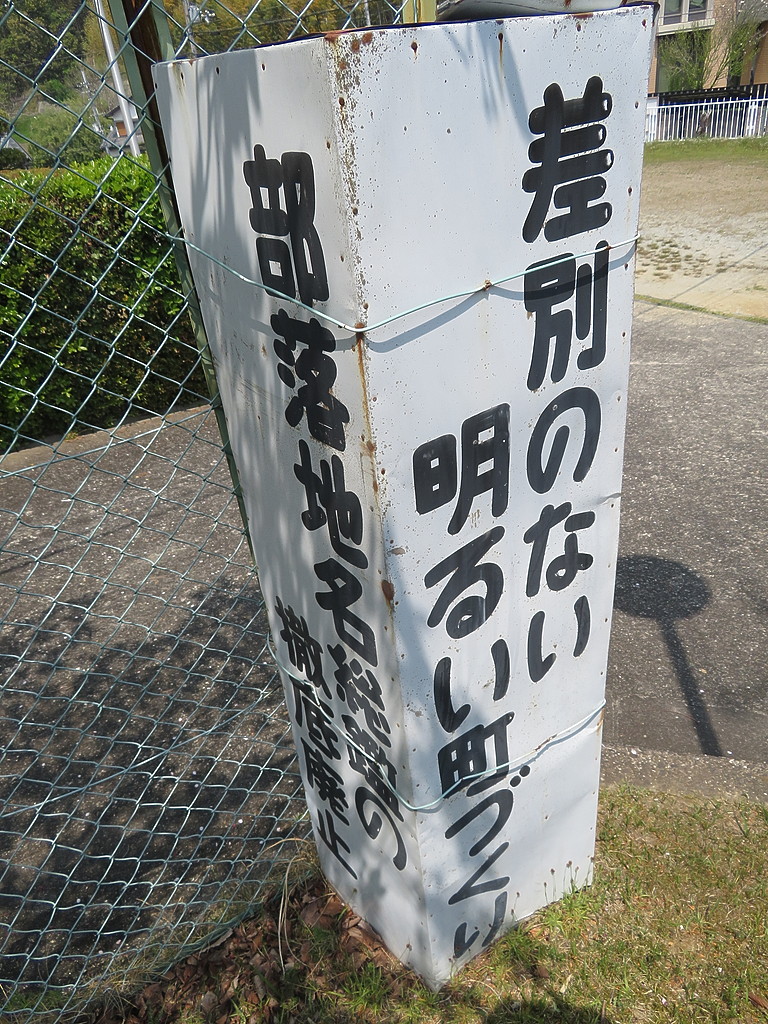 差別のない
明るい町づくり
部落地名総鑑の
撤底廃止